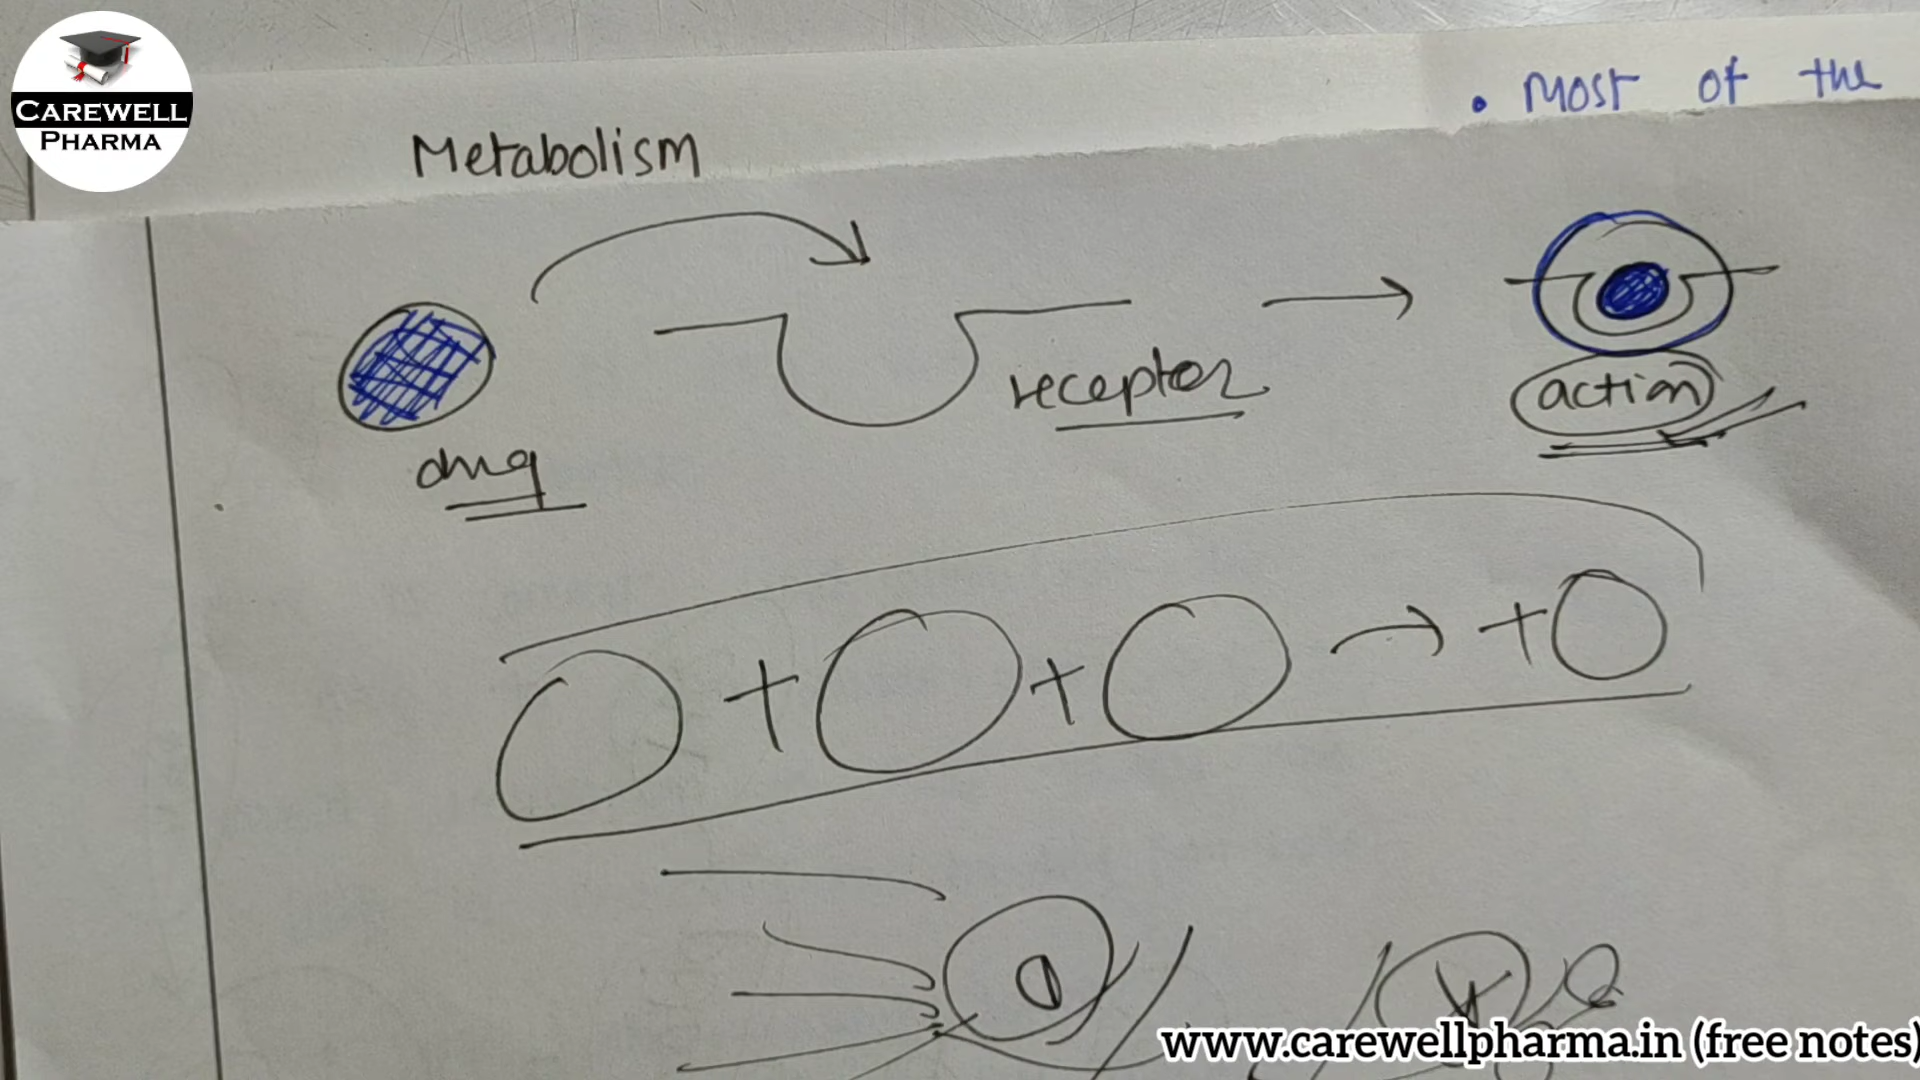 CAREWELL
PHARMA
• Most of the
Metabolism
receptor
action
drug
www.carewellpharma.in (free notes)